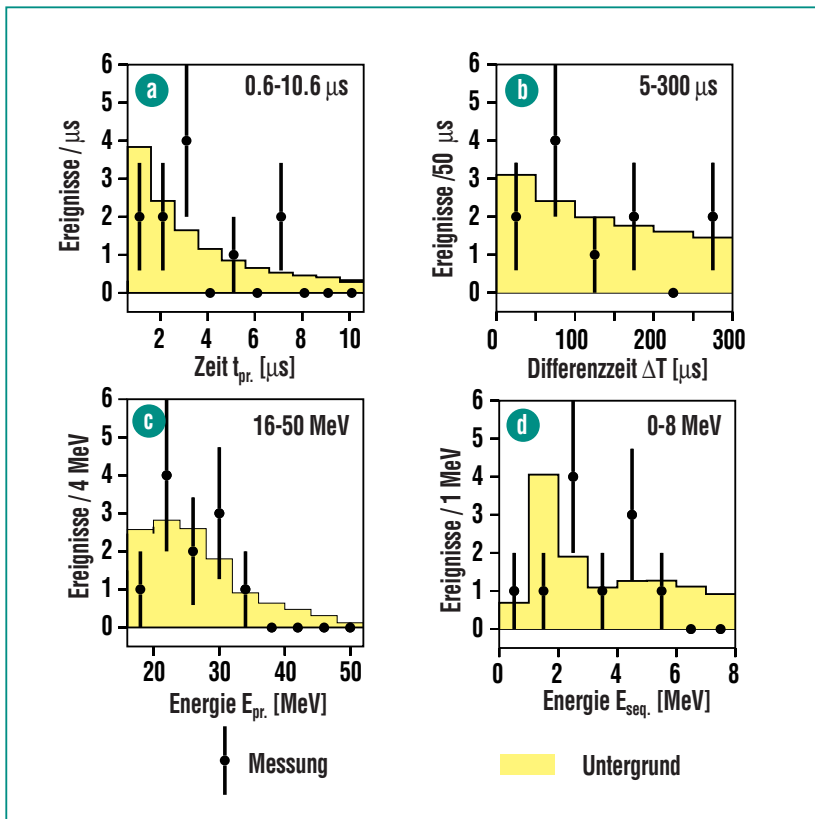 a
0.6-10.6 μs
6
5
4
3
2
1
0
Ereignisse / μs
2 4 6 8 10
Zeit t_pr. [μs]
b
5-300 μs
6
5
4
3
2
1
0
Ereignisse /50 μs
0 100 200 300
Differenzzeit ΔT [μs]
c
16-50 MeV
6
5
4
3
2
1
0
Ereignisse / 4 MeV
20 30 40 50
Energie E_pr. [MeV]
d
0-8 MeV
6
5
4
3
2
1
0
Ereignisse / 1 MeV
0 2 4 6 8
Energie E_seq. [MeV]
Messung
Untergrund